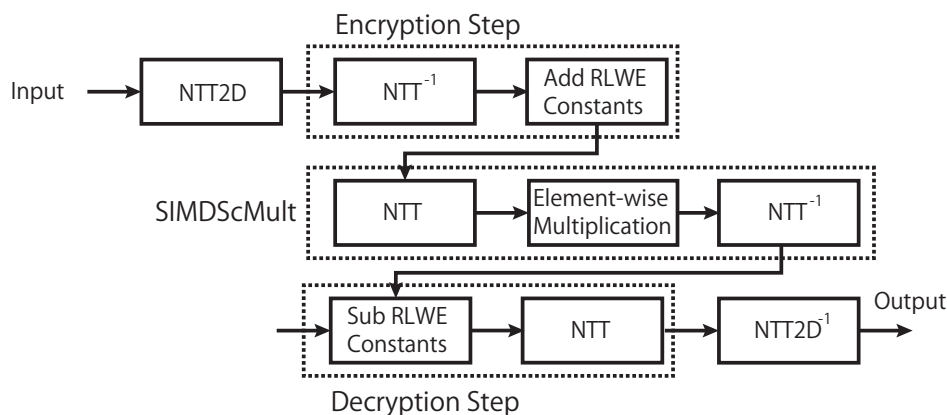 Encryption Step
Input
NTT2D
NTT-1
Add RLWE
Constants
SIMDScMult
NTT
Element-wise
Multiplication
NTT-1
Sub RLWE
Constants
NTT
NTT2D-1
Output
Decryption Step